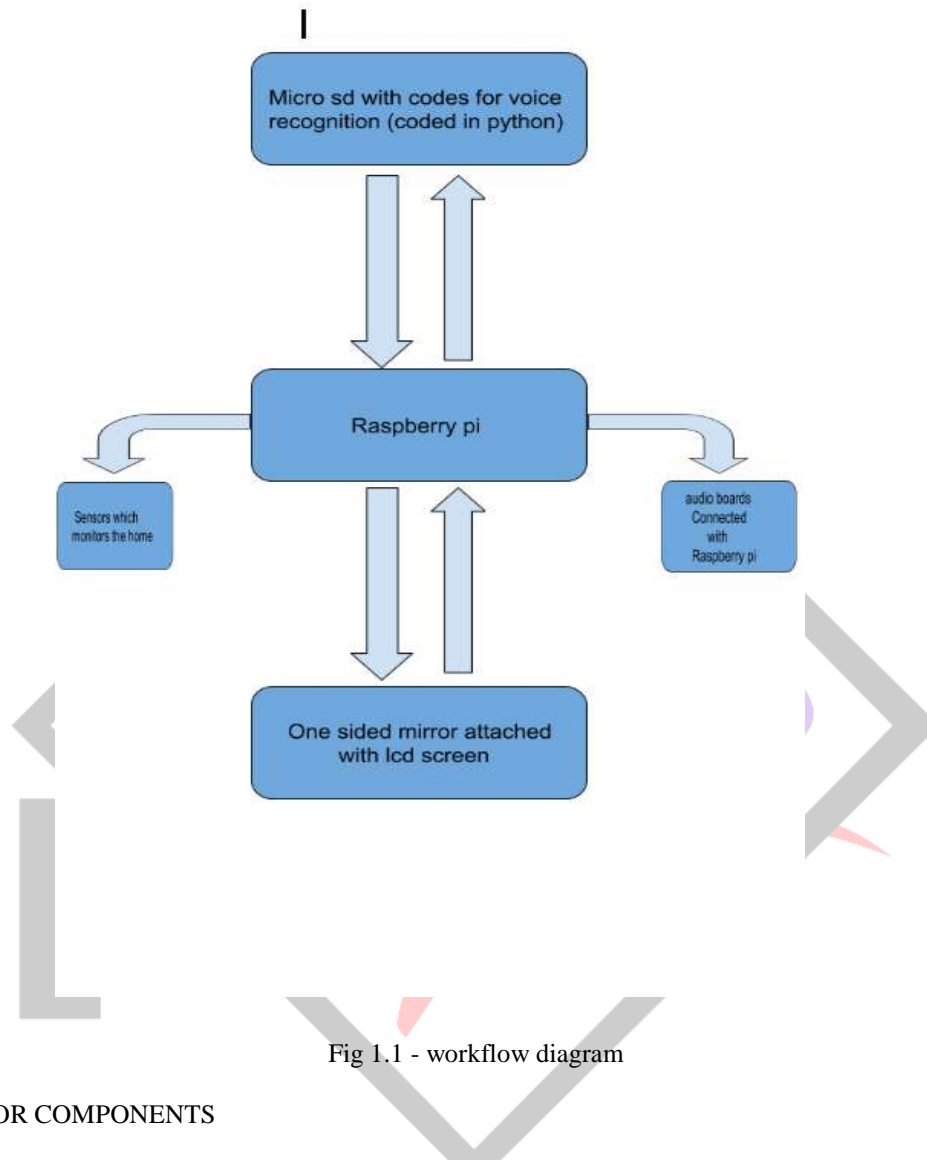 Micro sd with codes for voice
recognition (coded in python)
Raspberry pi
Sensors which
monitors the home
audio boards
Connected
with
Raspberry pi
One sided mirror attached
with lcd screen
Fig 1.1 - workflow diagram
OR COMPONENTS